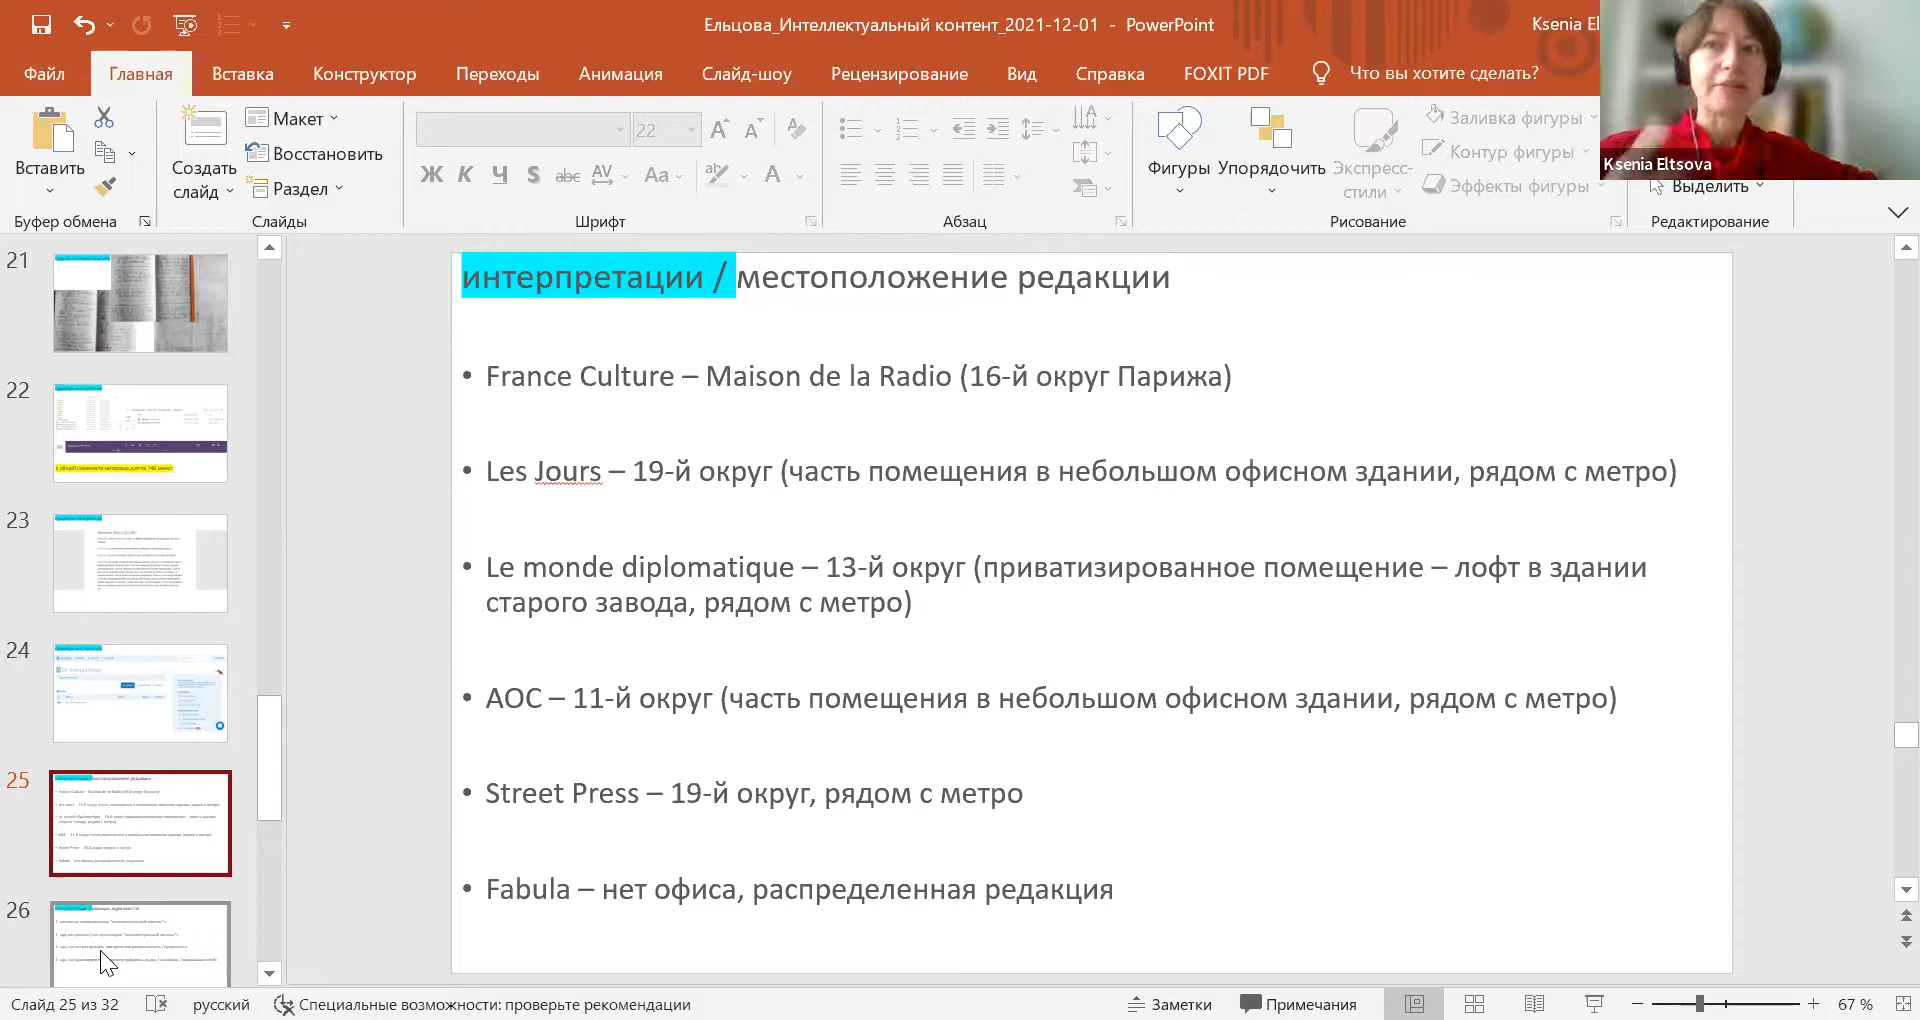 Ельцова_Интеллектуальный контент_2021-12-01 - PowerPoint
Ksenia El
Файл
Главная
Вставка
Конструктор
Переходы
Анимация
Слайд-шоу
Рецензирование
Вид
Справка
FOXIT PDF
Что вы хотите сделать?
Вставить
Буфер обмена
Создать
слайд
Макет
Восстановить
Раздел
Слайды
22
Ж К Ч S abc AV Aa A
Шрифт
Абзац
Фигуры
Упорядочить
Экспресс-
стили
Заливка фигуры
Контур фигуры
Эффекты фигуры
Рисование
Ksenia Eltsova
Выделить
Редактирование
21
22
23
24
25
26
интерпретации / местоположение редакции
• France Culture – Maison de la Radio (16-й округ Парижа)
• Les Jours – 19-й округ (часть помещения в небольшом офисном здании, рядом с метро)
• Le monde diplomatique – 13-й округ (приватизированное помещение – лофт в здании
старого завода, рядом с метро)
• AOC – 11-й округ (часть помещения в небольшом офисном здании, рядом с метро)
• Street Press – 19-й округ, рядом с метро
• Fabula – нет офиса, распределенная редакция
Слайд 25 из 32
русский
Специальные возможности: проверьте рекомендации
Заметки
Примечания
67 %